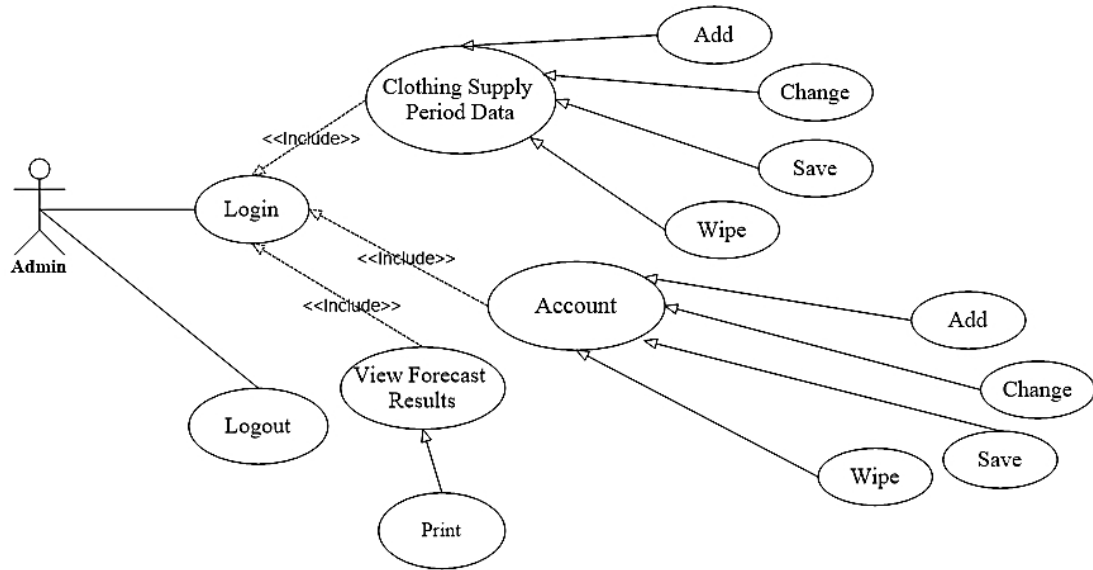 Add
Clothing Supply
Period Data
Change
<<Include>>
Save
Login
Wipe
Admin
<<Include>>
<<Include>>
Account
Add
View Forecast
Results
Change
Logout
Save
Wipe
Print